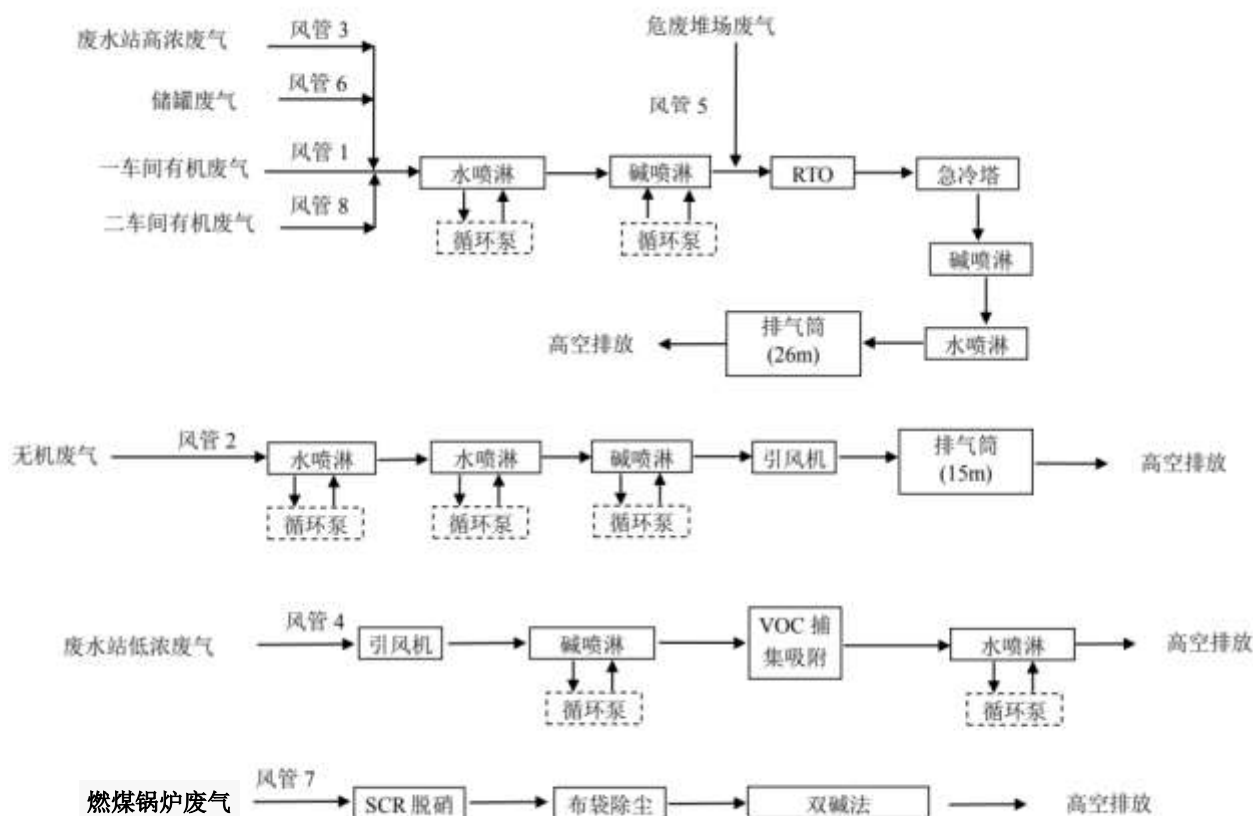 废水站高浓废气
风管 3
危废堆场废气
储罐废气
风管 6
风管 5
一车间有机废气
风管 1
水喷淋
碱喷淋
RTO
急冷塔
二车间有机废气
风管 8
循环泵
循环泵
碱喷淋
高空排放
排气筒
(26m)
水喷淋
无机废气
风管 2
水喷淋
水喷淋
碱喷淋
引风机
排气筒
(15m)
高空排放
循环泵
循环泵
循环泵
废水站低浓废气
风管 4
引风机
碱喷淋
VOC 捕
集吸附
水喷淋
高空排放
循环泵
循环泵
燃煤锅炉废气
风管 7
SCR 脱硝
布袋除尘
双碱法
高空排放